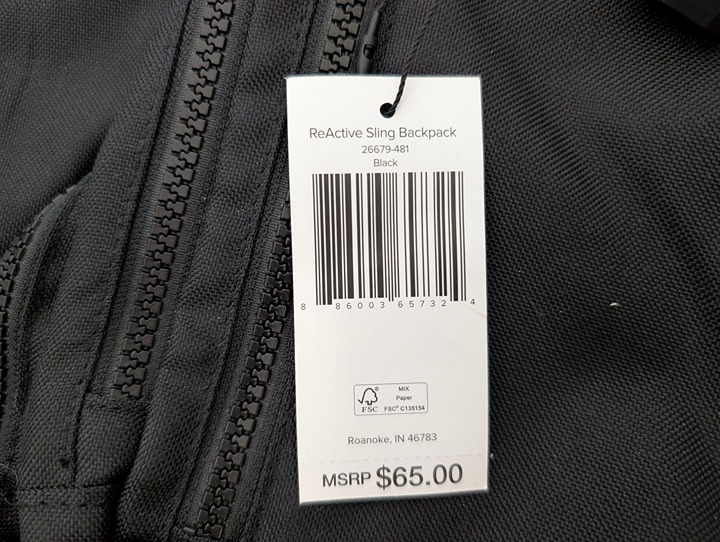 ReActive Sling Backpack
26679-481
Black
8 86003 65732 4
FSC®
MIX
Paper
FSC® C135154
Roanoke, IN 46783
MSRP $65.00